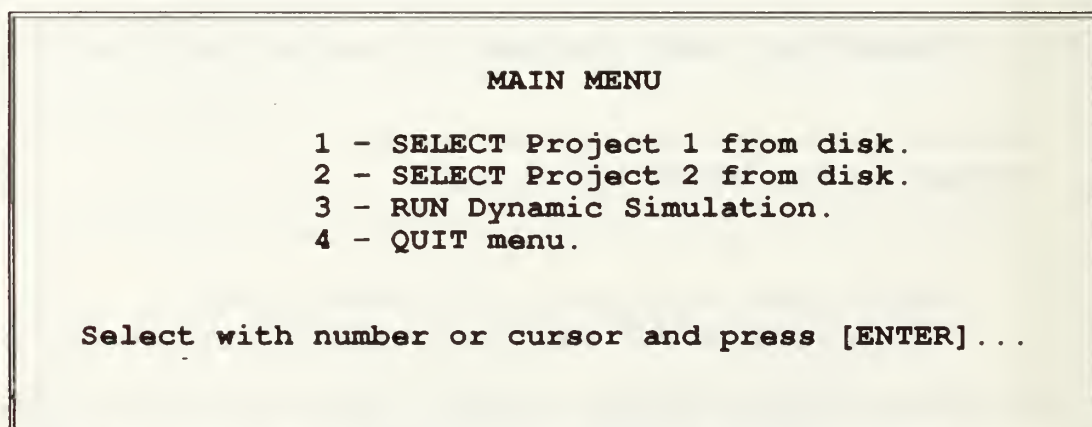 MAIN MENU
1 - SELECT Project 1 from disk.
2 - SELECT Project 2 from disk.
3 - RUN Dynamic Simulation.
4 - QUIT menu.
Select with number or cursor and press [ENTER]...